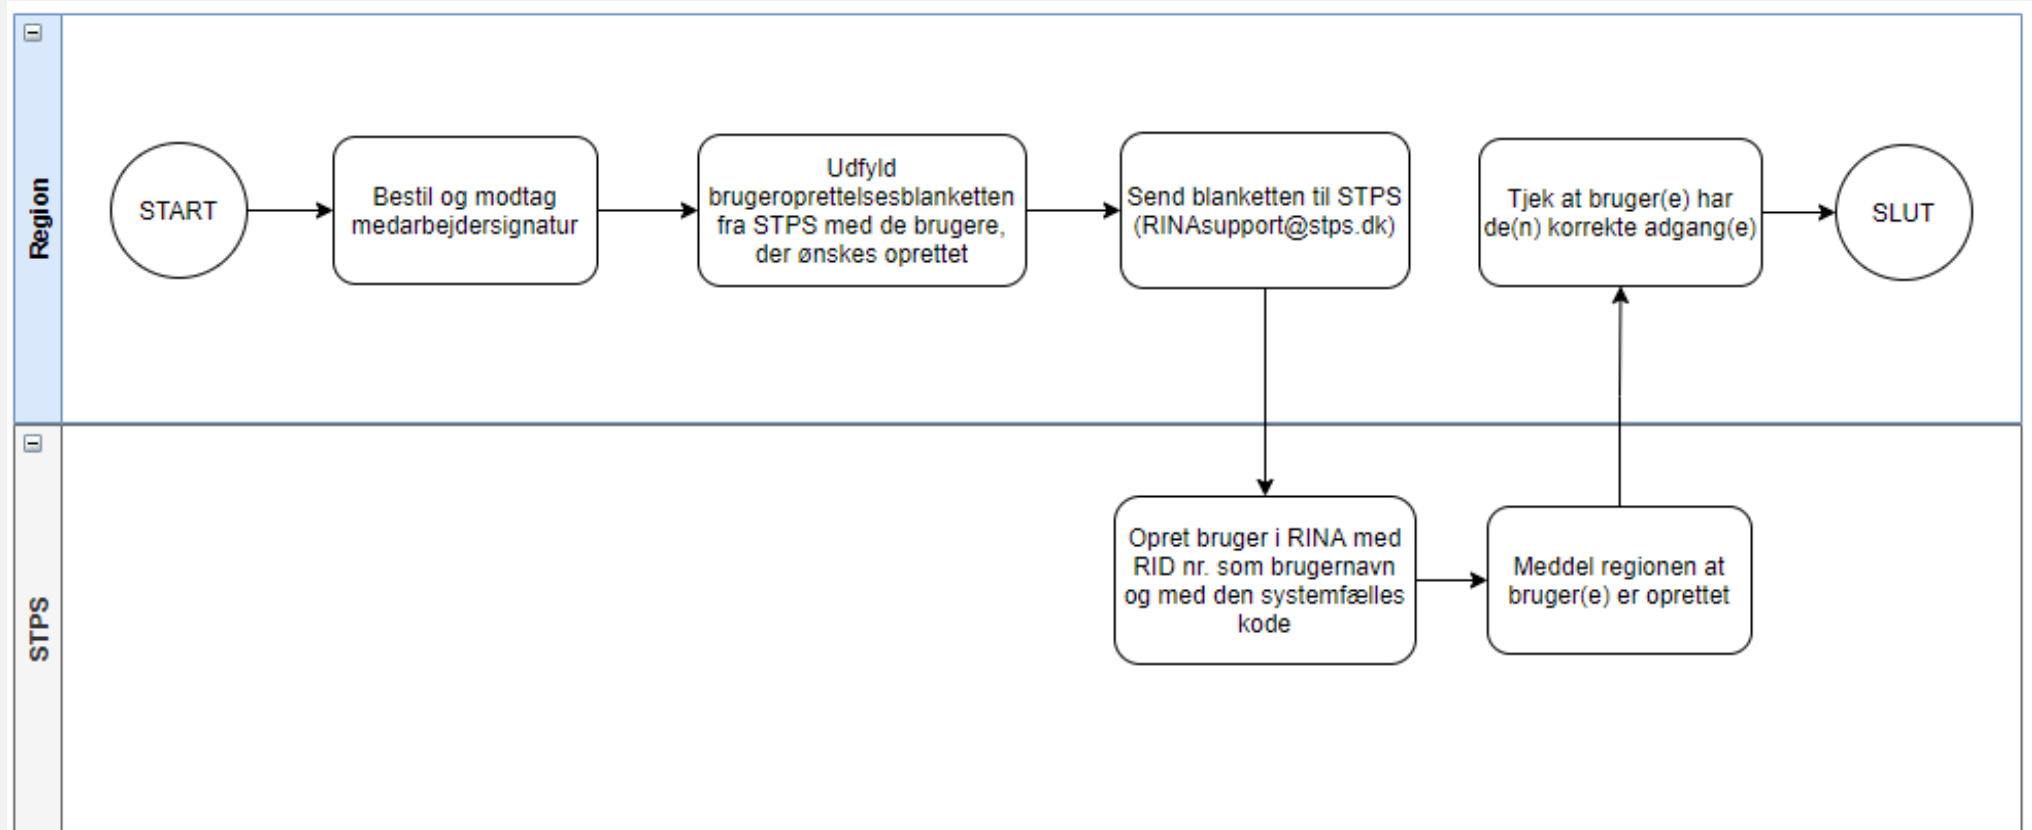 Region
START
Bestil og modtag
medarbejdersignatur
Udfyld
brugeroprettelsesblanketten
fra STPS med de brugere,
der ønskes oprettet
Send blanketten til STPS
(RINAsupport@stps.dk)
Tjek at bruger(e) har
de(n) korrekte adgang(e)
SLUT
STPS
Opret bruger i RINA med
RID nr. som brugernavn
og med den systemfælles
kode
Meddel regionen at
bruger(e) er oprettet